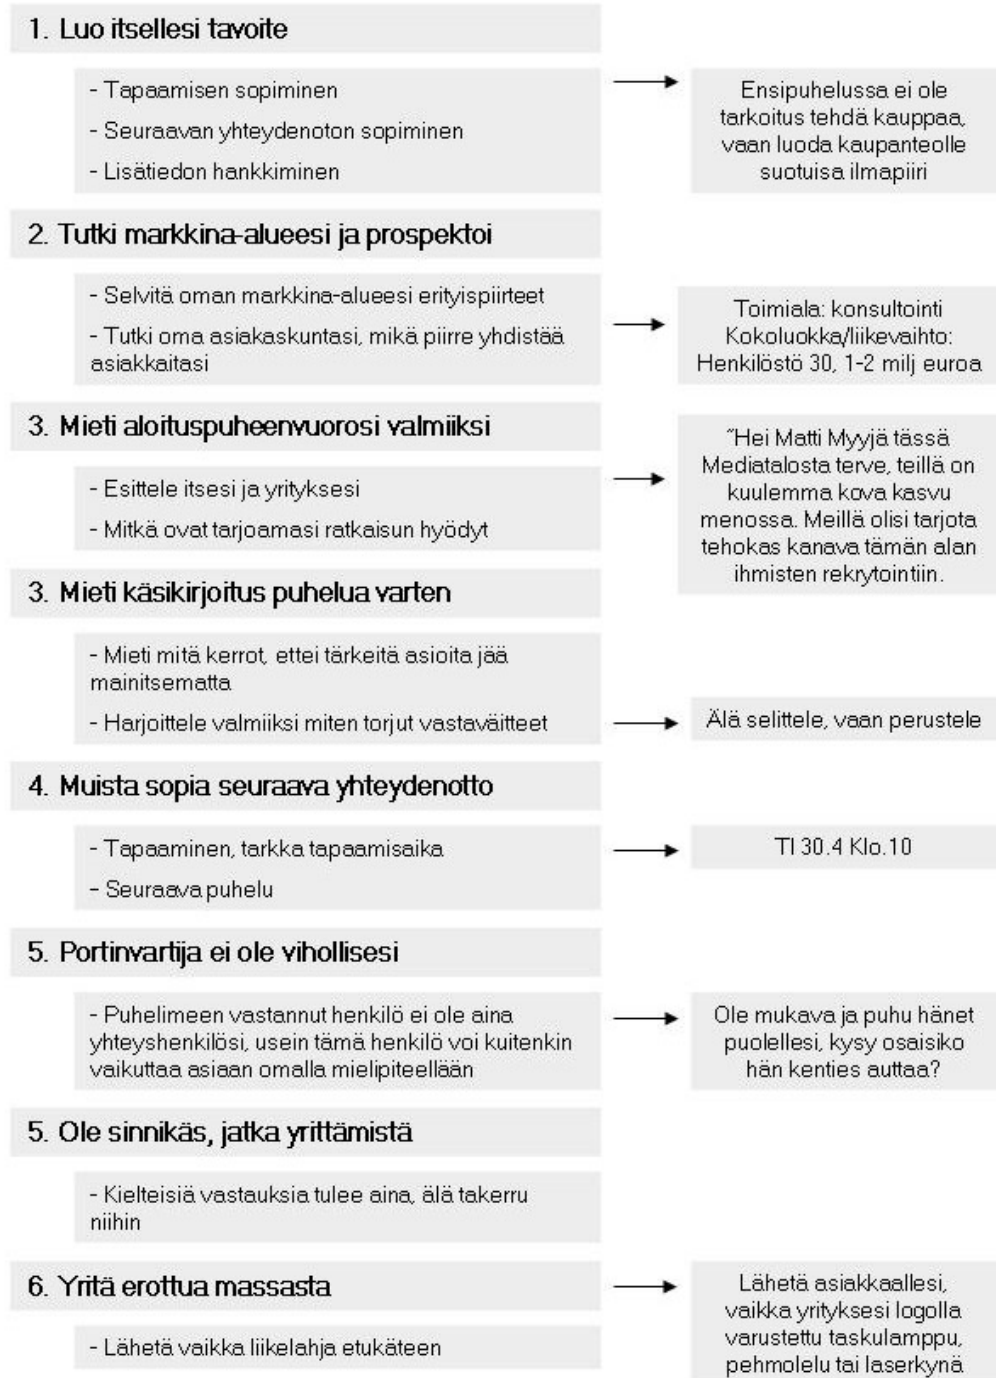 1. Luo itsellesi tavoite
- Tapaamisen sopiminen
- Seuraavan yhteydenoton sopiminen
- Lisätiedon hankkiminen
Ensipuhelussa ei ole
tarkoitus tehdä kauppaa,
vaan luoda kaupanteolle
suotuisa ilmapiiri
2. Tutki markkina-alueesi ja prospektoi
- Selvitä oman markkina-alueesi erityispiirteet
- Tutki oma asiakaskuntasi, mikä piirre yhdistää
asiakkaitasi
Toimiala: konsultointi
Kokoluokka/liikevaihto:
Henkilöstö 30, 1-2 milj euroa
3. Mieti aloituspuheenvuorosi valmiiksi
- Esittele itsesi ja yrityksesi
- Mitkä ovat tarjoamasi ratkaisun hyödyt
"Hei Matti Myyjä tässä
Mediatalosta terve, teillä on
kuulemma kova kasvu
menossa. Meillä olisi tarjota
tehokas kanava tämän alan
ihmisten rekrytointiin.
3. Mieti käsikirjoitus puhelua varten
- Mieti mitä kerrot, ettei tärkeitä asioita jää
mainitsematta
- Harjoittele valmiiksi miten torjut vastaväitteet
Älä selittele, vaan perustele
4. Muista sopia seuraava yhteydenotto
- Tapaaminen, tarkka tapaamisaika
- Seuraava puhelu
TI 30.4 Klo.10
5. Portinvartija ei ole vihollisesi
- Puhelimeen vastannut henkilö ei ole aina
yhteyshenkilösi, usein tämä henkilö voi kuitenkin
vaikuttaa asiaan omalla mielipiteellään
Ole mukava ja puhu hänet
puolellesi, kysy osaisiko
hän kenties auttaa?
5. Ole sinnikäs, jatka yrittämistä
- Kielteisiä vastauksia tulee aina, älä takerru
niihin
6. Yritä erottua massasta
- Lähetä vaikka liikelahja etukäteen
Lähetä asiakkaallesi,
vaikka yrityksesi logolla
varustettu taskulamppu,
pehmolelu tai laserkynä